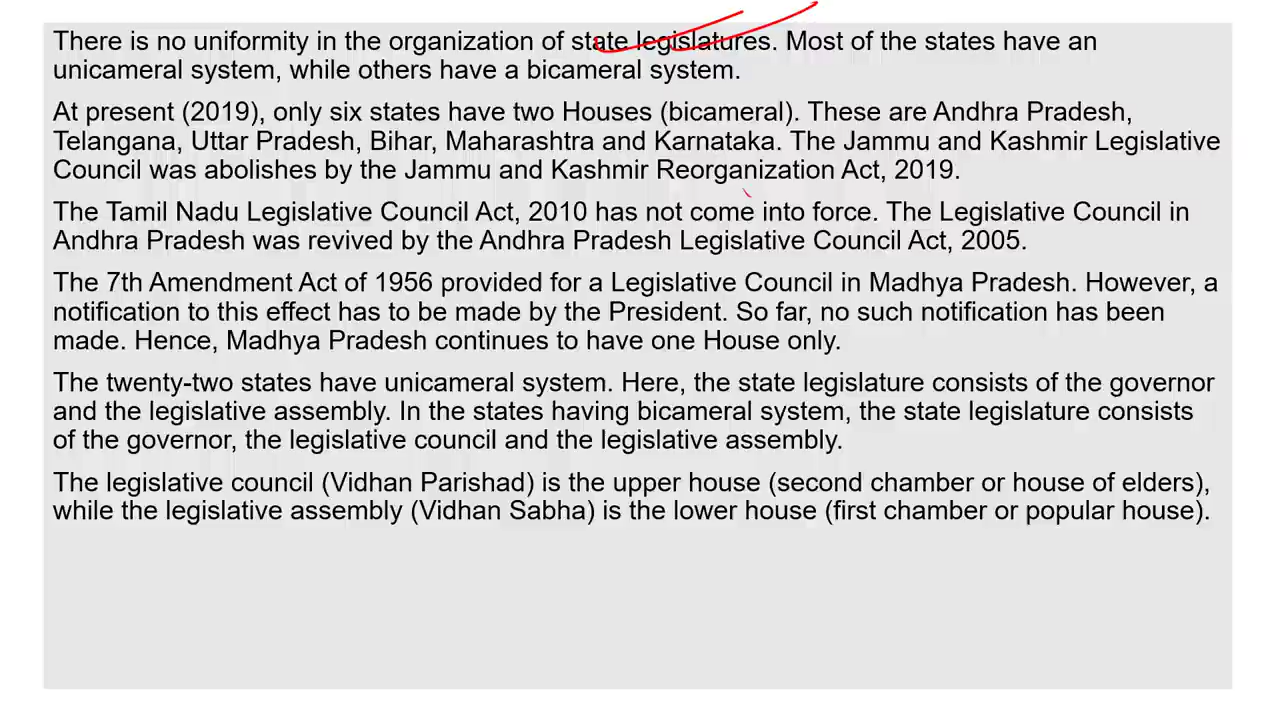 There is no uniformity in the organization of state legislatures. Most of the states have an
unicameral system, while others have a bicameral system.
At present (2019), only six states have two Houses (bicameral). These are Andhra Pradesh,
Telangana, Uttar Pradesh, Bihar, Maharashtra and Karnataka. The Jammu and Kashmir Legislative
Council was abolishes by the Jammu and Kashmir Reorganization Act, 2019.
The Tamil Nadu Legislative Council Act, 2010 has not come into force. The Legislative Council in
Andhra Pradesh was revived by the Andhra Pradesh Legislative Council Act, 2005.
The 7th Amendment Act of 1956 provided for a Legislative Council in Madhya Pradesh. However, a
notification to this effect has to be made by the President. So far, no such notification has been
made. Hence, Madhya Pradesh continues to have one House only.
The twenty-two states have unicameral system. Here, the state legislature consists of the governor
and the legislative assembly. In the states having bicameral system, the state legislature consists
of the governor, the legislative council and the legislative assembly.
The legislative council (Vidhan Parishad) is the upper house (second chamber or house of elders),
while the legislative assembly (Vidhan Sabha) is the lower house (first chamber or popular house).